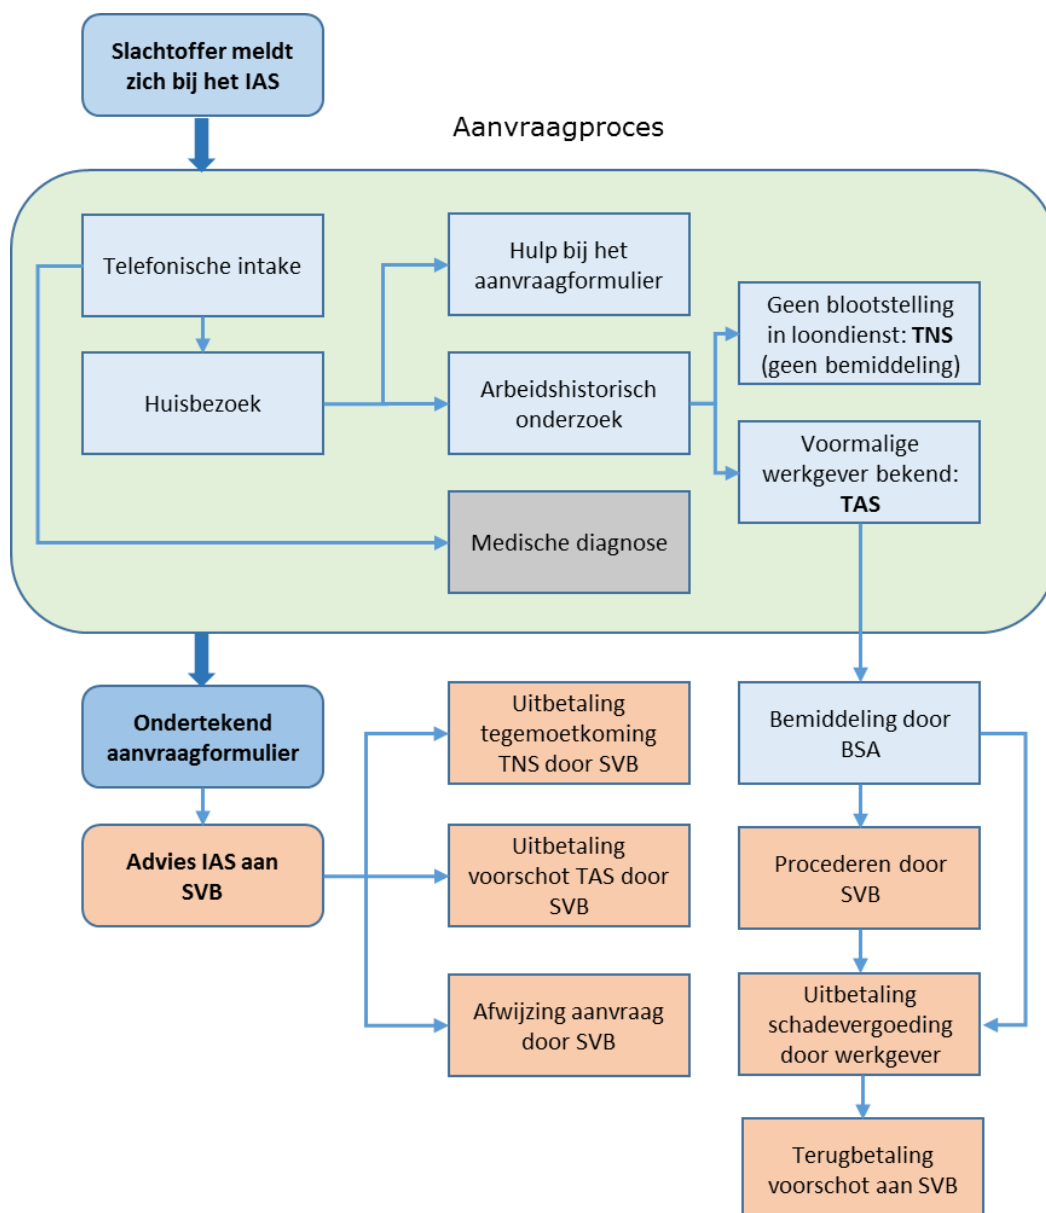 Slachtoffer meldt
zich bij het IAS
Aanvraagproces
Telefonische intake
Huisbezoek
Hulp bij het
aanvraagformulier
Arbeidshistorisch
onderzoek
Medische diagnose
Geen blootstelling
in loondienst: TNS
(geen bemiddeling)
Voormalige
werkgever bekend:
TAS
Ondertekend
aanvraagformulier
Advies IAS aan
SVB
Uitbetaling
tegemoetkoming
TNS door SVB
Uitbetaling
voorschot TAS door
SVB
Afwijzing aanvraag
door SVB
Bemiddeling door
BSA
Procederen door
SVB
Uitbetaling
schadevergoeding
door werkgever
Terugbetaling
voorschot aan SVB